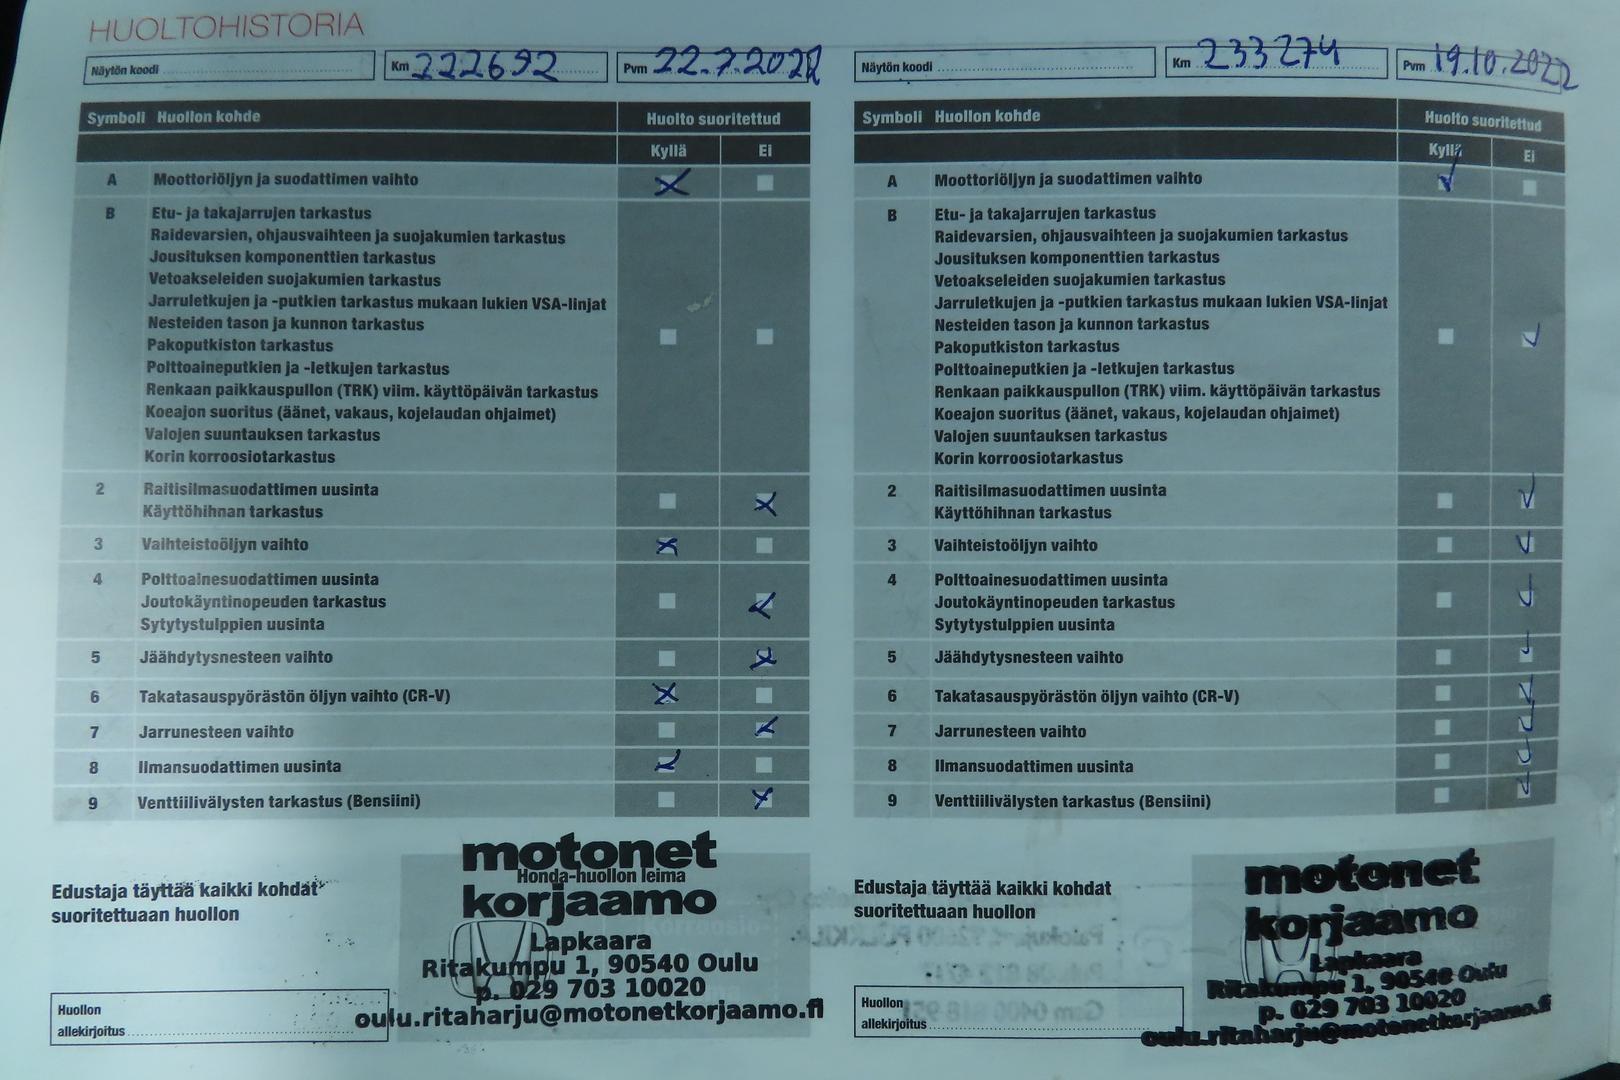 HUOLTOHISTORIA
Näytön koodi
Km 222692
Pvm 22.7.2022
Symboli Huollon kohde Huolto suoritettud
Kyllä Ei
A Moottoriöljyn ja suodattimen vaihto
B Etu- ja takajarrujen tarkastus
Raidevarsien, ohjausvaihteen ja suojakumien tarkastus
Jousituksen komponenttien tarkastus
Vetoakseleiden suojakumien tarkastus
Jarruletkujen ja -putkien tarkastus mukaan lukien VSA-linjat
Nesteiden tason ja kunnon tarkastus
Pakoputkiston tarkastus
Polttoaineputkien ja -letkujen tarkastus
Renkaan paikkauspullon (TRK) viim. käyttöpäivän tarkastus
Koeajon suoritus (äänet, vakaus, kojelaudan ohjaimet)
Valojen suuntauksen tarkastus
Korin korroosiotarkastus
2 Raitisilmasuodattimen uusinta
Käyttöhihnan tarkastus
3 Vaihteistoöljyn vaihto
4 Polttoainesuodattimen uusinta
Joutokäyntinopeuden tarkastus
Sytytystulppien uusinta
5 Jäähdytysnesteen vaihto
6 Takatasauspyörästön öljyn vaihto (CR-V)
7 Jarrunesteen vaihto
8 Ilmansuodattimen uusinta
9 Venttiilivälysten tarkastus (Bensiini)
Edustaja täyttää kaikki kohdat
suoritettuaan huollon
motonet
Honda-huollon leima
korjaamo
Lapkaara
Ritakumpu 1, 90540 Oulu
p. 029 703 10020
oulu.ritaharju@motonetkorjaamo.fi
Huollon
allekirjoitus
Näytön koodi
Km 233274
Pvm 19.10.2022
Symboli Huollon kohde Huolto suoritettud
Kyllä Ei
A Moottoriöljyn ja suodattimen vaihto
B Etu- ja takajarrujen tarkastus
Raidevarsien, ohjausvaihteen ja suojakumien tarkastus
Jousituksen komponenttien tarkastus
Vetoakseleiden suojakumien tarkastus
Jarruletkujen ja -putkien tarkastus mukaan lukien VSA-linjat
Nesteiden tason ja kunnon tarkastus
Pakoputkiston tarkastus
Polttoaineputkien ja -letkujen tarkastus
Renkaan paikkauspullon (TRK) viim. käyttöpäivän tarkastus
Koeajon suoritus (äänet, vakaus, kojelaudan ohjaimet)
Valojen suuntauksen tarkastus
Korin korroosiotarkastus
2 Raitisilmasuodattimen uusinta
Käyttöhihnan tarkastus
3 Vaihteistoöljyn vaihto
4 Polttoainesuodattimen uusinta
Joutokäyntinopeuden tarkastus
Sytytystulppien uusinta
5 Jäähdytysnesteen vaihto
6 Takatasauspyörästön öljyn vaihto (CR-V)
7 Jarrunesteen vaihto
8 Ilmansuodattimen uusinta
9 Venttiilivälysten tarkastus (Bensiini)
Edustaja täyttää kaikki kohdat
suoritettuaan huollon
motonet
korjaamo
Lapkaara
Ritakumpu 1, 90540 Oulu
p. 029 703 10020
oulu.ritaharju@motonetkorjaamo.fi
Huollon
allekirjoitus